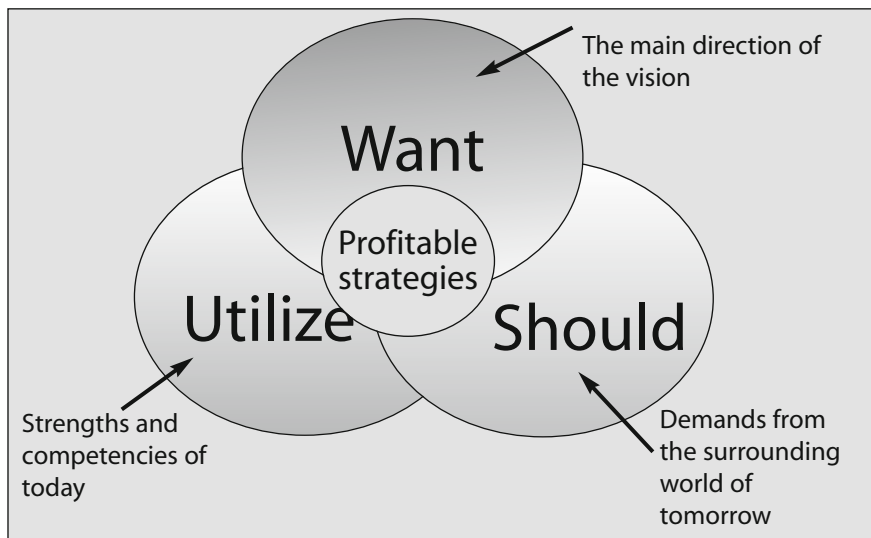 The main direction of
the vision
Want
Profitable
strategies
Utilize
Should
Strengths and
competencies of
today
Demands from
the surrounding
world of
tomorrow